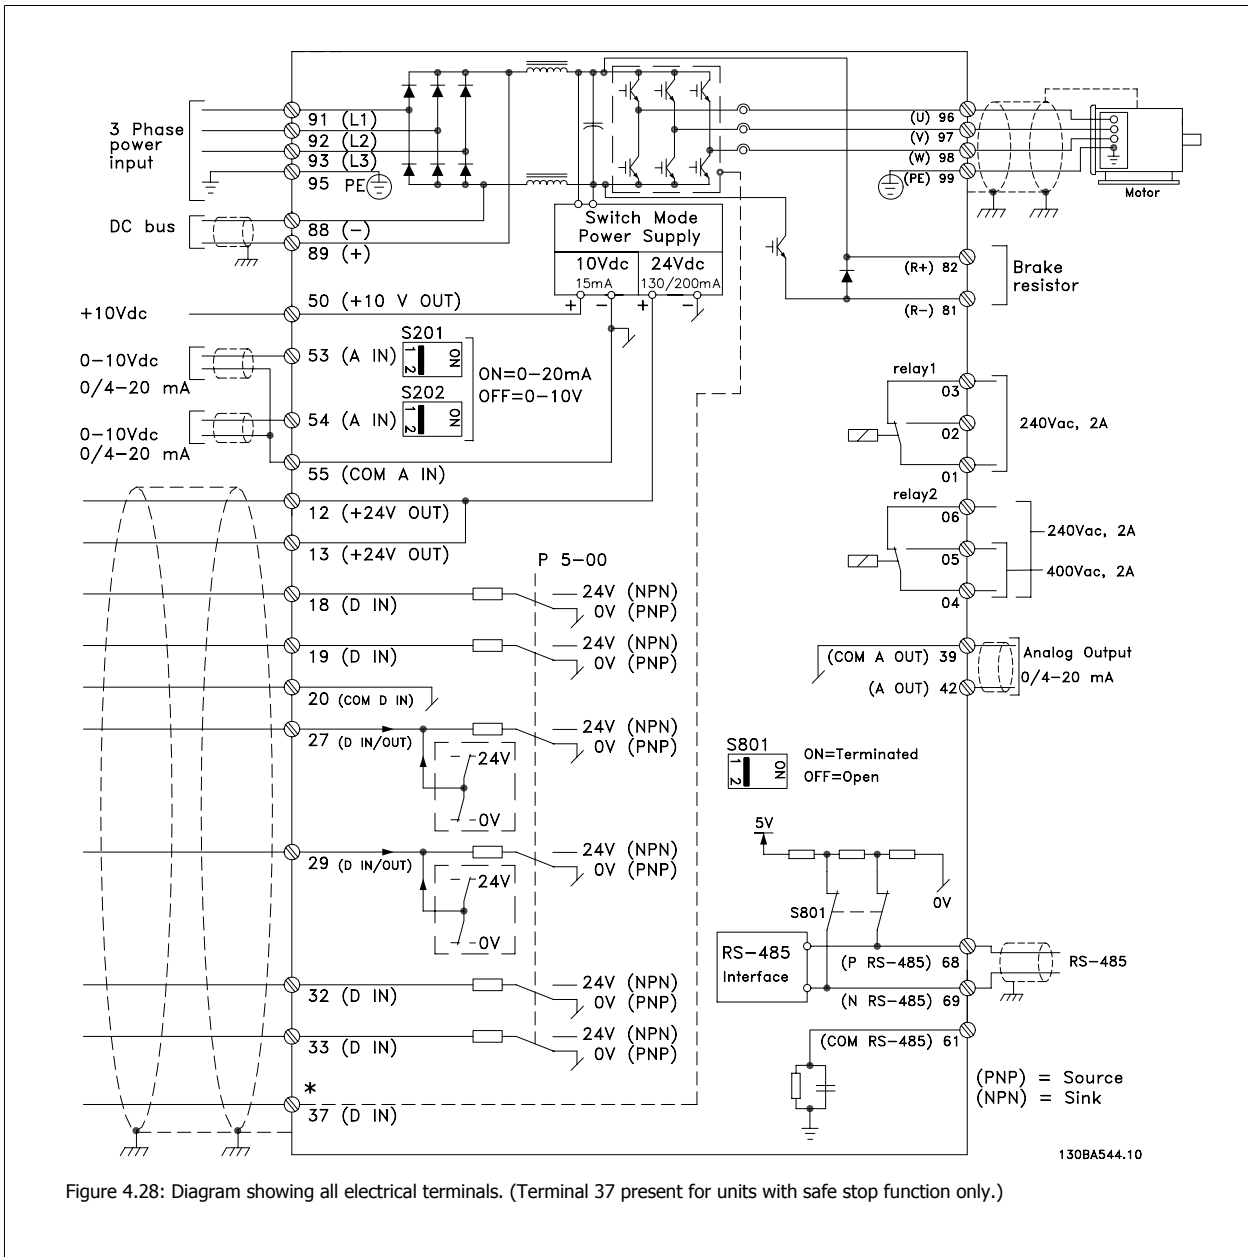 3 Phase
power
input
91 (L1)
92 (L2)
93 (L3)
95 PE
DC bus
88 (-)
89 (+)
Switch Mode
Power Supply
10Vdc
15mA
24Vdc
130/200mA
+ - + -
(U) 96
(V) 97
(W) 98
(PE) 99
Motor
(R+) 82
(R-) 81
Brake
resistor
+10Vdc
50 (+10 V OUT)
0-10Vdc
0/4-20 mA
53 (A IN)
S201
1 2
ON
0-10Vdc
0/4-20 mA
54 (A IN)
S202
1 2
ON
ON=0-20mA
OFF=0-10V
55 (COM A IN)
12 (+24V OUT)
13 (+24V OUT)
P 5-00
18 (D IN)
24V (NPN)
0V (PNP)
19 (D IN)
24V (NPN)
0V (PNP)
20 (COM D IN)
27 (D IN/OUT)
24V (NPN)
0V (PNP)
24V
0V
29 (D IN/OUT)
24V (NPN)
0V (PNP)
24V
0V
32 (D IN)
24V (NPN)
0V (PNP)
33 (D IN)
24V (NPN)
0V (PNP)
*
37 (D IN)
relay1
03
02
01
240Vac, 2A
relay2
06
05
04
240Vac, 2A
400Vac, 2A
(COM A OUT) 39
(A OUT) 42
Analog Output
0/4-20 mA
S801
1 2
ON
ON=Terminated
OFF=Open
5V
0V
S801
RS-485
Interface
(P RS-485) 68
(N RS-485) 69
(COM RS-485) 61
RS-485
(PNP) = Source
(NPN) = Sink
130BA544.10
Figure 4.28: Diagram showing all electrical terminals. (Terminal 37 present for units with safe stop function only.)